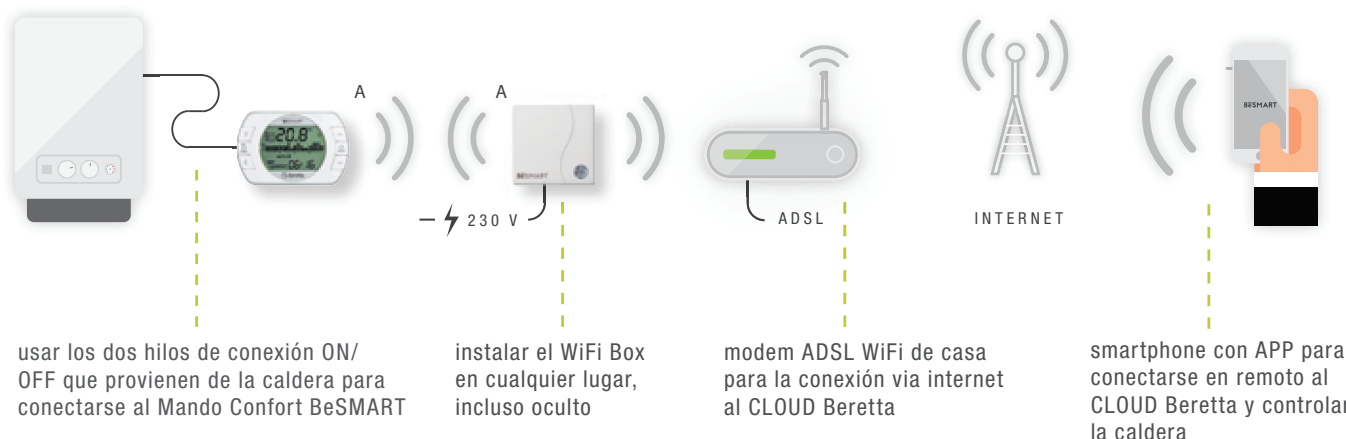 A
A
20.8°
06:16
BESMART
BESMART
230 V
ADSL
INTERNET
usar los dos hilos de conexión ON/
OFF que provienen de la caldera para
conectarse al Mando Confort BeSMART
instalar el WiFi Box
en cualquier lugar,
incluso oculto
modem ADSL WiFi de casa
para la conexión via internet
al CLOUD Beretta
smartphone con APP para
conectarse en remoto al
CLOUD Beretta y controlar
la caldera